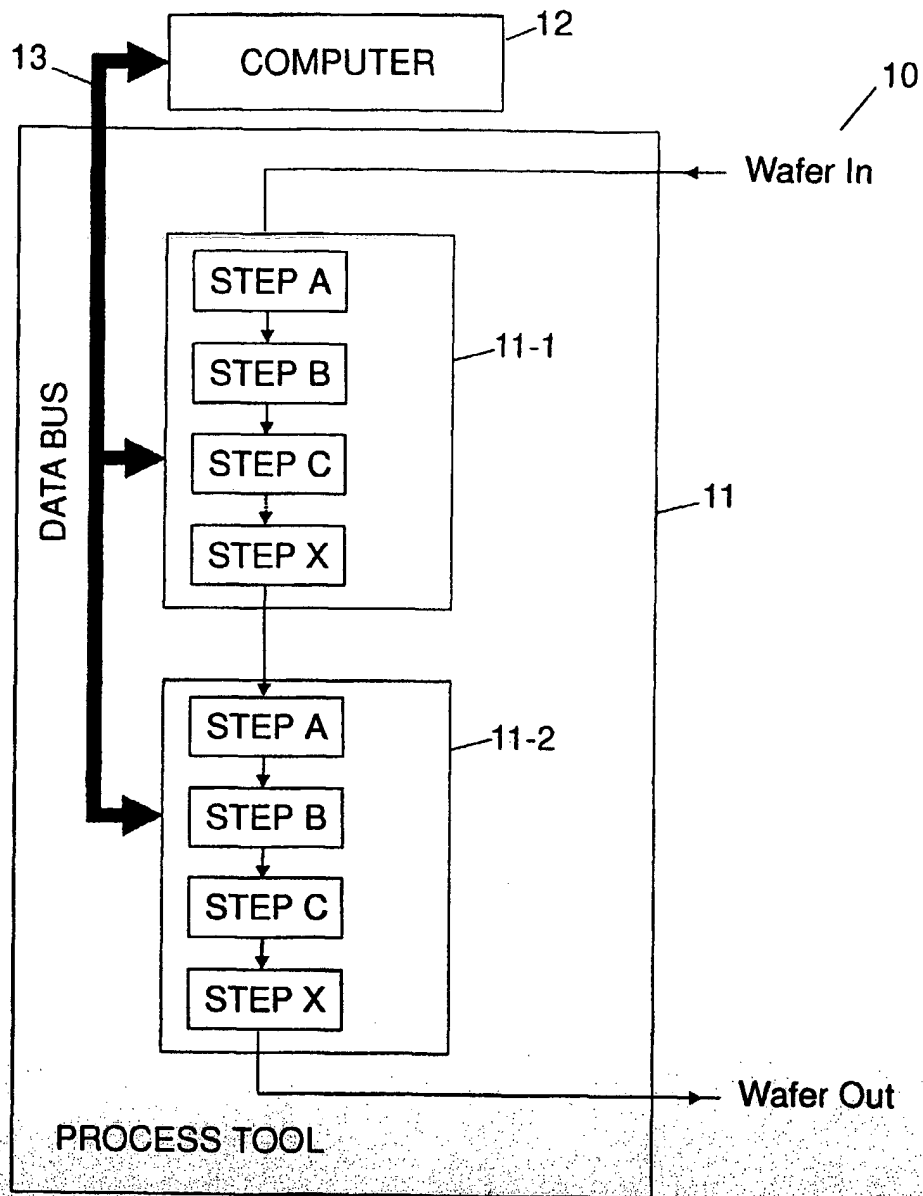 12
COMPUTER
13
10
Wafer In
STEP A
11-1
STEP B
STEP C
STEP X
DATA BUS
11
STEP A
11-2
STEP B
STEP C
STEP X
Wafer Out
PROCESS TOOL